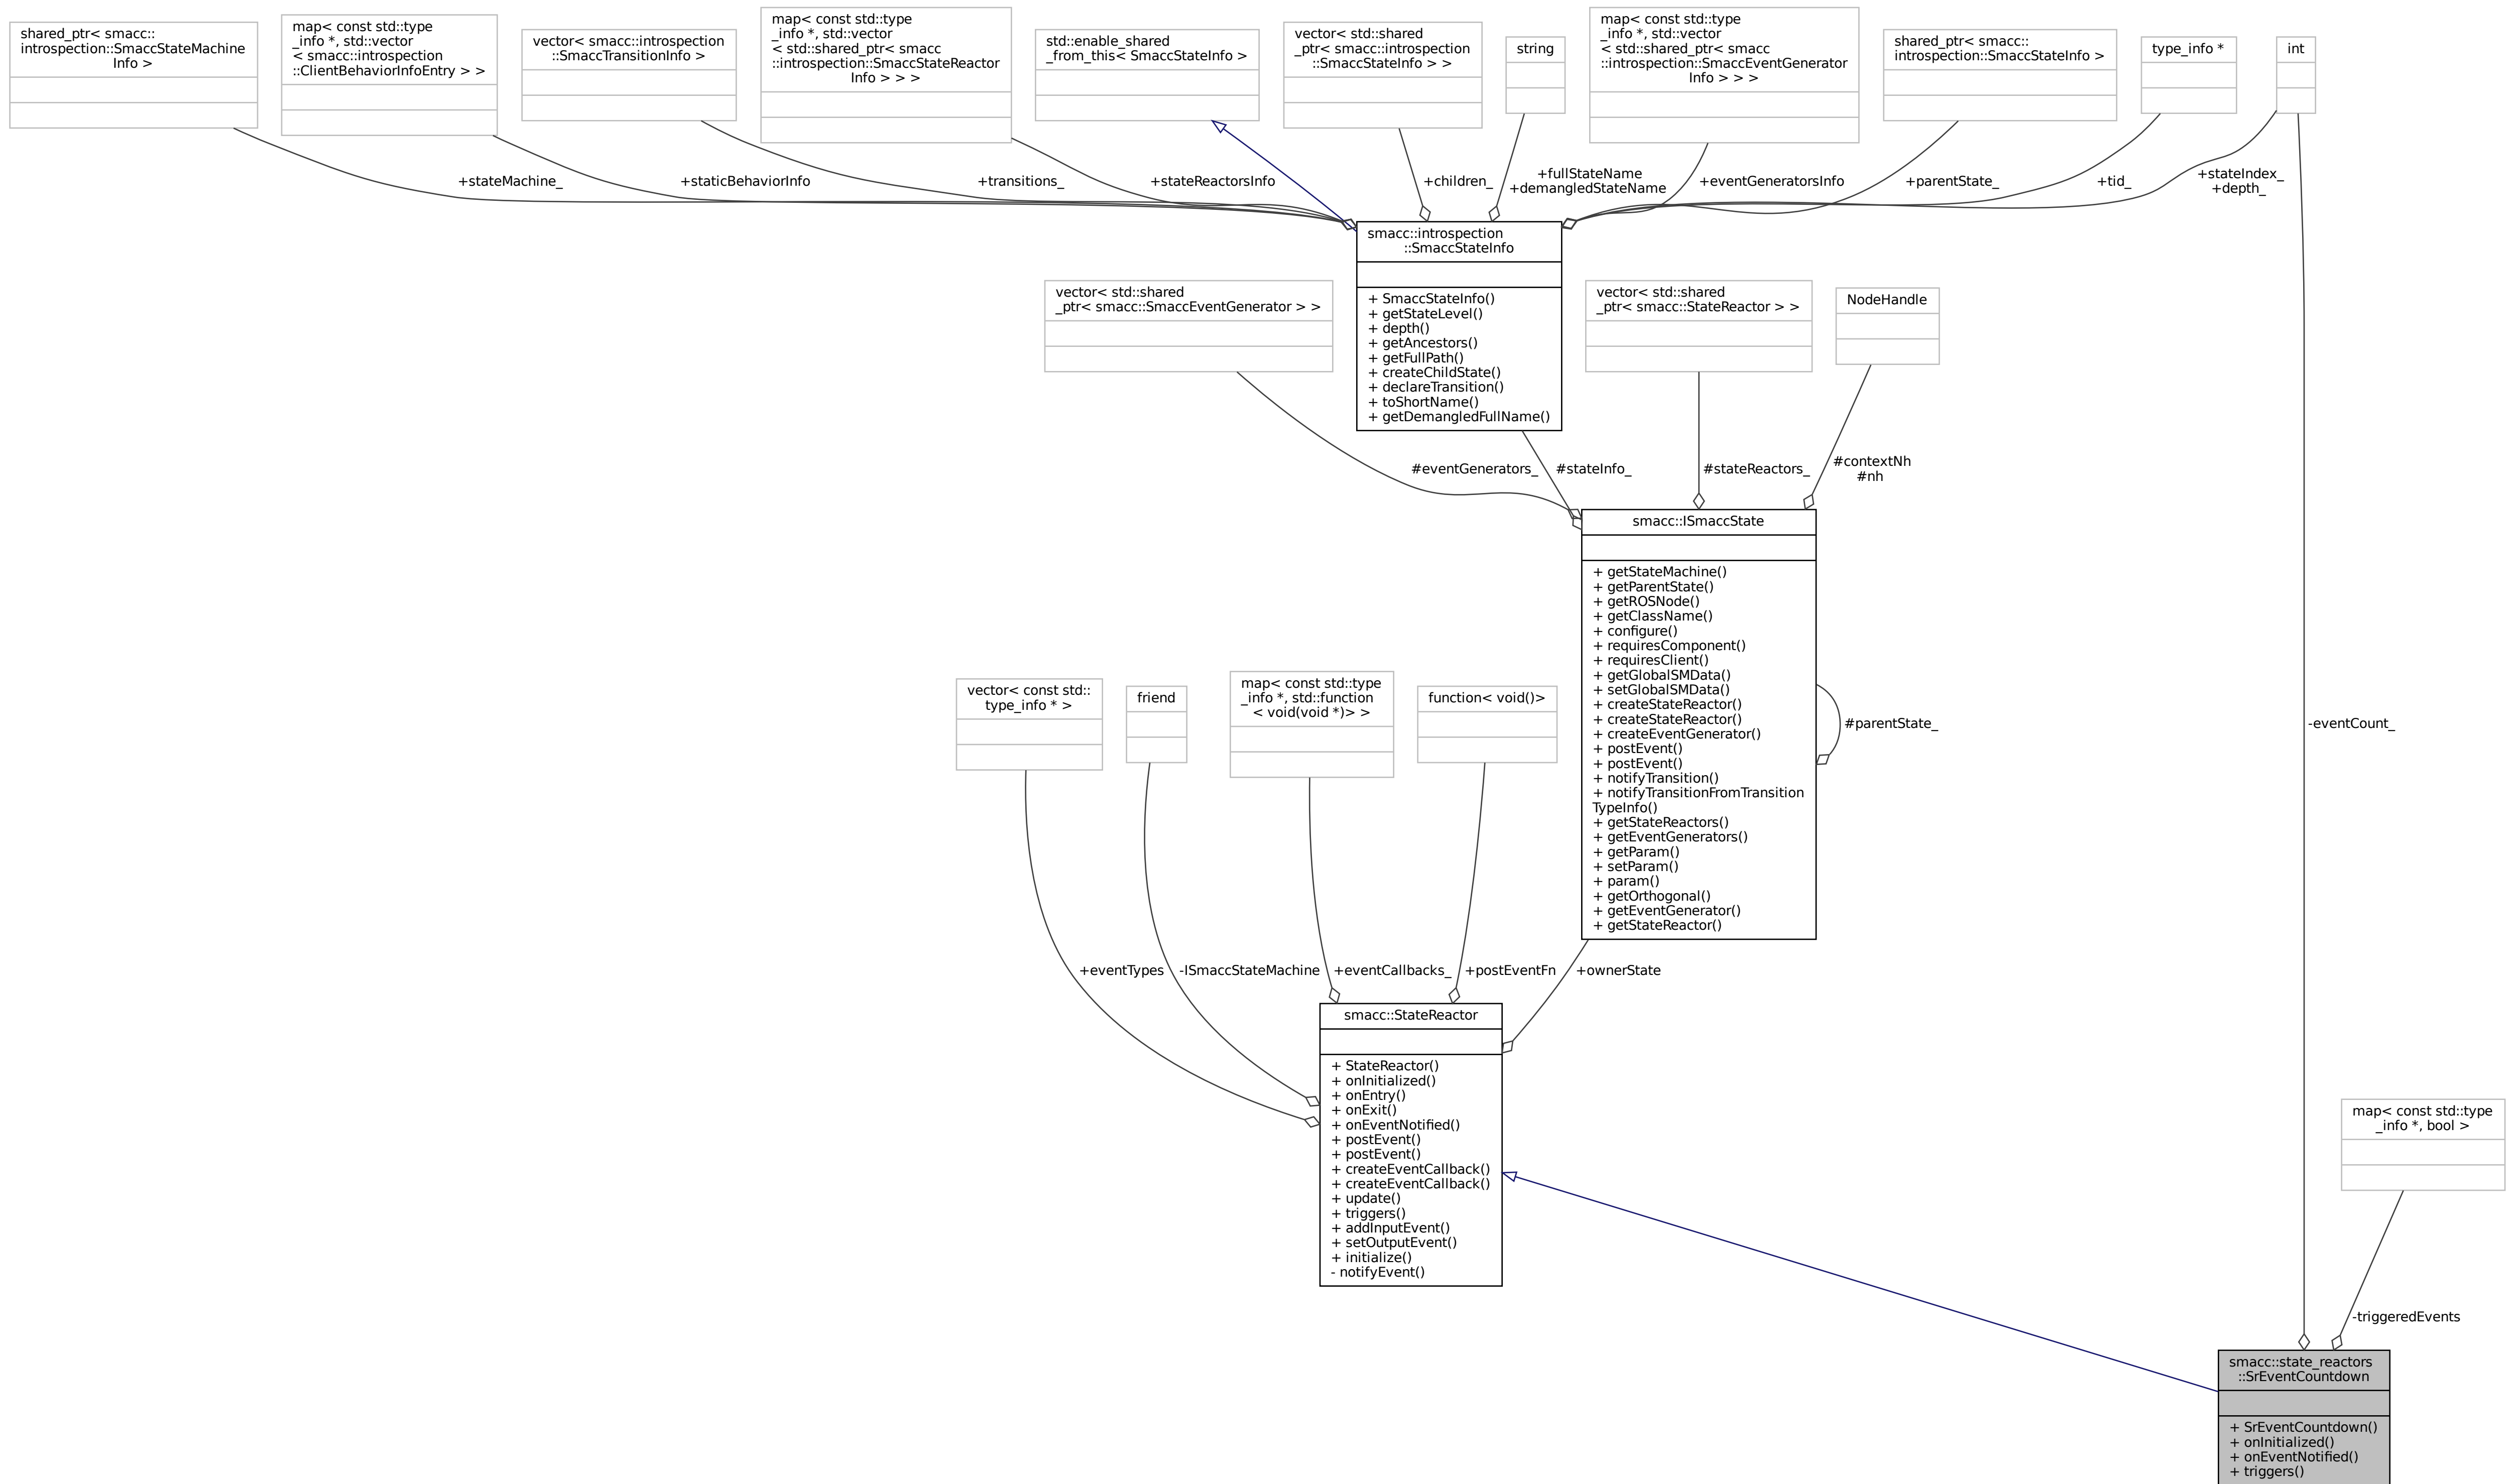 shared_ptr< smacc::
introspection::SmaccStateMachine
Info >
map< const std::type
_info *, std::vector
< smacc::introspection
::ClientBehaviorInfoEntry > >
vector< smacc::introspection
::SmaccTransitionInfo >
map< const std::type
_info *, std::vector
< std::shared_ptr< smacc
::introspection::SmaccStateReactor
Info > > >
std::enable_shared
_from_this< SmaccStateInfo >
vector< std::shared
_ptr< smacc::introspection
::SmaccStateInfo > >
string
map< const std::type
_info *, std::vector
< std::shared_ptr< smacc
::introspection::SmaccEventGenerator
Info > > >
shared_ptr< smacc::
introspection::SmaccStateInfo >
type_info *
int
+stateMachine_
+staticBehaviorInfo
+transitions_
+stateReactorsInfo
+children_
+fullStateName
+demangledStateName
+eventGeneratorsInfo
+parentState_
+tid_
+stateIndex_
+depth_
smacc::introspection
::SmaccStateInfo
+ SmaccStateInfo()
+ getStateLevel()
+ depth()
+ getAncestors()
+ getFullPath()
+ createChildState()
+ declareTransition()
+ toShortName()
+ getDemangledFullName()
vector< std::shared
_ptr< smacc::SmaccEventGenerator > >
vector< std::shared
_ptr< smacc::StateReactor > >
NodeHandle
#eventGenerators_
#stateInfo_
#stateReactors_
#contextNh
#nh
smacc::ISmaccState
+ getStateMachine()
+ getParentState()
+ getROSNode()
+ getClassName()
+ configure()
+ requiresComponent()
+ requiresClient()
+ getGlobalSMData()
+ setGlobalSMData()
+ createStateReactor()
+ createStateReactor()
+ createEventGenerator()
+ postEvent()
+ postEvent()
+ notifyTransition()
+ notifyTransitionFromTransition
TypeInfo()
+ getStateReactors()
+ getEventGenerators()
+ getParam()
+ setParam()
+ param()
+ getOrthogonal()
+ getEventGenerator()
+ getStateReactor()
#parentState_
-eventCount_
vector< const std::
type_info * >
friend
map< const std::type
_info *, std::function
< void(void *)> >
function< void()>
+eventTypes
-ISmaccStateMachine
+eventCallbacks_
+postEventFn
+ownerState
smacc::StateReactor
+ StateReactor()
+ onInitialized()
+ onEntry()
+ onExit()
+ onEventNotified()
+ postEvent()
+ postEvent()
+ createEventCallback()
+ createEventCallback()
+ update()
+ triggers()
+ addInputEvent()
+ setOutputEvent()
+ initialize()
- notifyEvent()
map< const std::type
_info *, bool >
-triggeredEvents
smacc::state_reactors
::SrEventCountdown
+ SrEventCountdown()
+ onInitialized()
+ onEventNotified()
+ triggers()